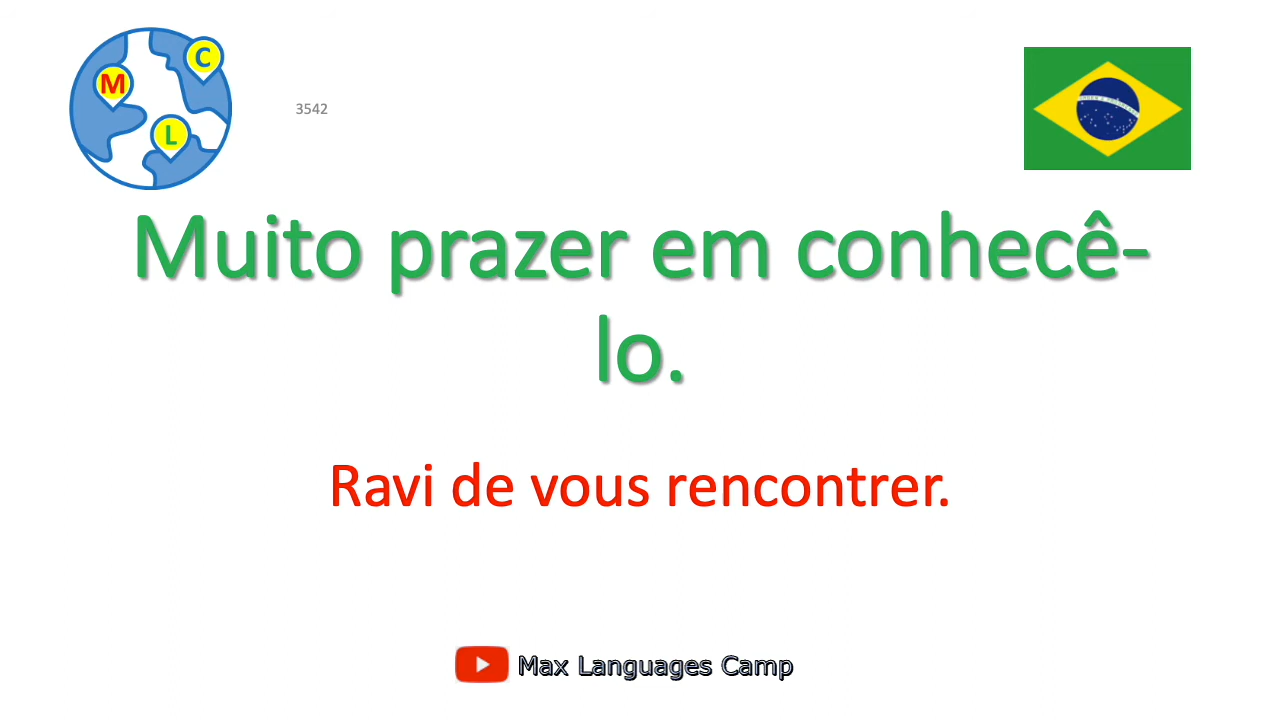 C
M
L
3542
Muito prazer em conhecê-
lo.
Ravi de vous rencontrer.
Max Languages Camp